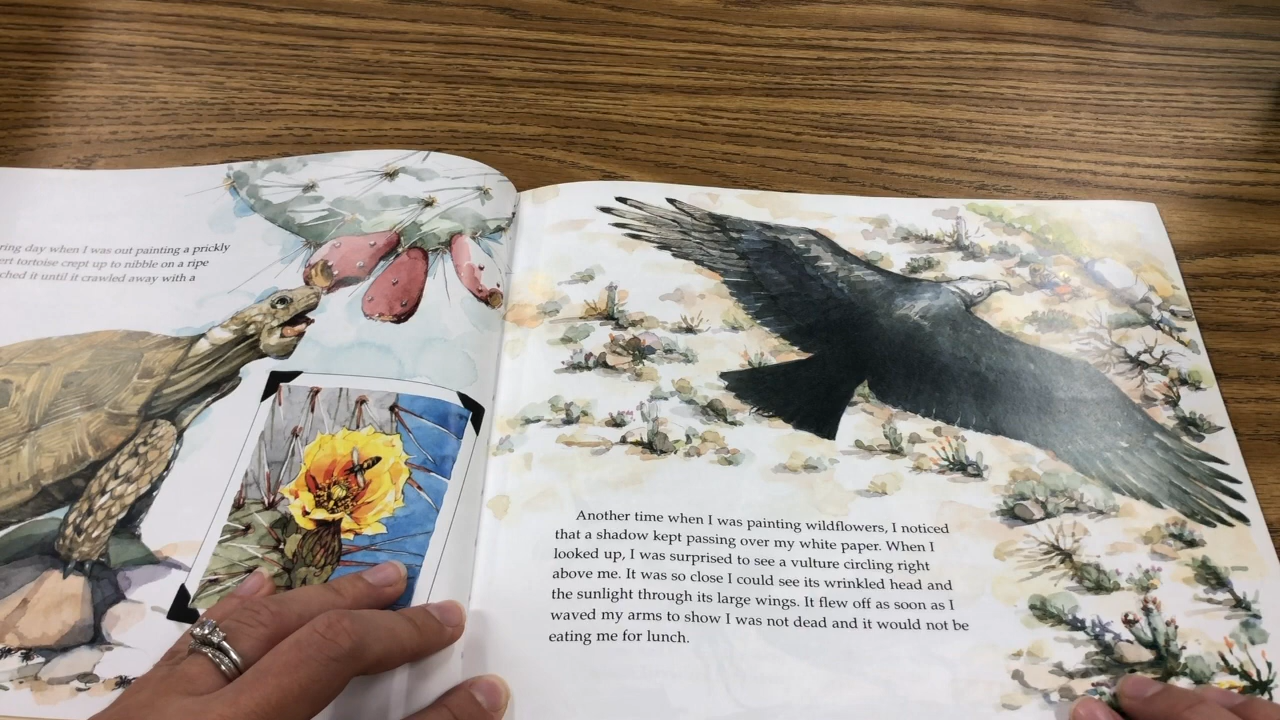 ring day when I was out painting a prickly
ert tortoise crept up to nibble on a ripe
ched it until it crawled away with a
Another time when I was painting wildflowers, I noticed
that a shadow kept passing over my white paper. When I
looked up, I was surprised to see a vulture circling right
above me. It was so close I could see its wrinkled head and
the sunlight through its large wings. It flew off as soon as I
waved my arms to show I was not dead and it would not be
eating me for lunch.